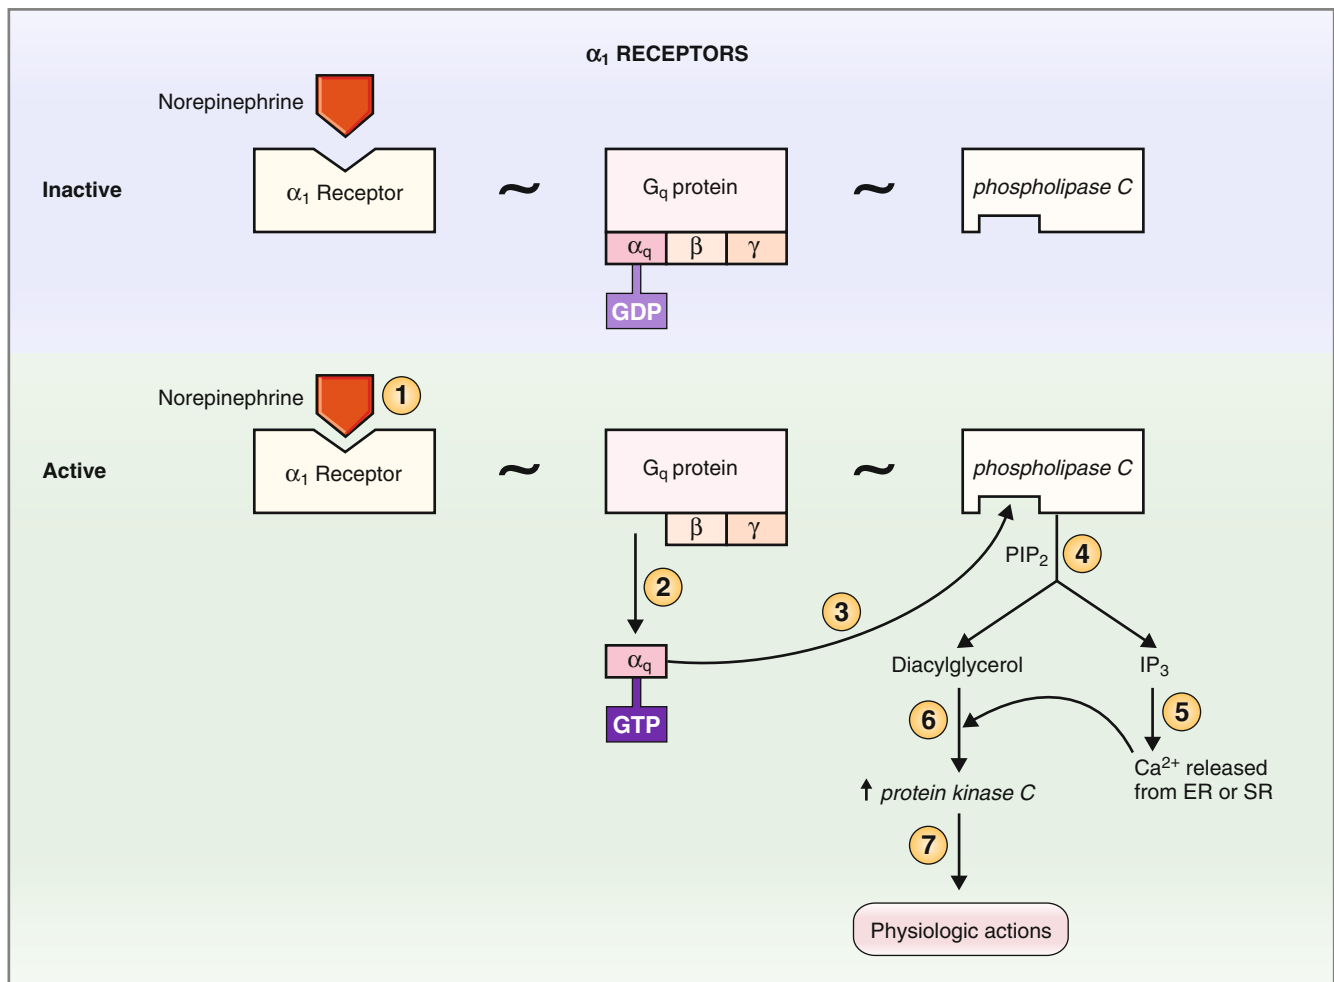 α₁ RECEPTORS
Norepinephrine
Inactive
α₁ Receptor
~
Gq protein
~
phospholipase C
αq
β
γ
GDP
Norepinephrine
1
Active
α₁ Receptor
~
Gq protein
~
phospholipase C
β
γ
PIP₂
4
2
3
αq
GTP
Diacylglycerol
IP₃
6
5
Ca²⁺ released
from ER or SR
protein kinase C
7
Physiologic actions